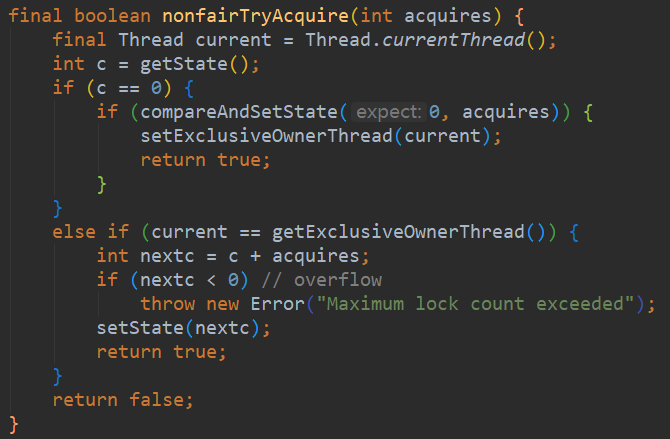 final boolean nonfairTryAcquire(int acquires) {
    final Thread current = Thread.currentThread();
    int c = getState();
    if (c == 0) {
        if (compareAndSetState( expect: 0, acquires)) {
            setExclusiveOwnerThread(current);
            return true;
        }
    }
    else if (current == getExclusiveOwnerThread()) {
        int nextc = c + acquires;
        if (nextc < 0) // overflow
            throw new Error("Maximum lock count exceeded");
        setState(nextc);
        return true;
    }
    return false;
}